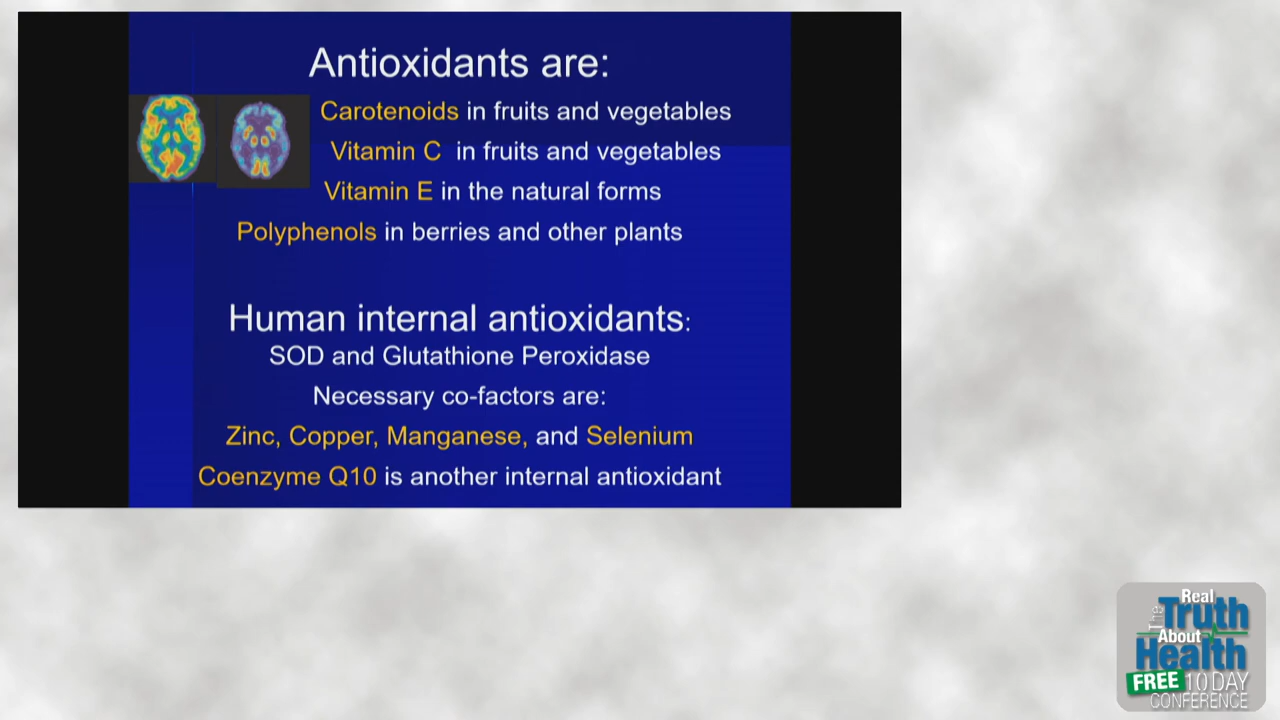 Antioxidants are:
Carotenoids in fruits and vegetables
Vitamin C in fruits and vegetables
Vitamin E in the natural forms
Polyphenols in berries and other plants
Human internal antioxidants:
SOD and Glutathione Peroxidase
Necessary co-factors are:
Zinc, Copper, Manganese, and Selenium
Coenzyme Q10 is another internal antioxidant
The Real
Truth
About
Health
FREE 10 DAY
CONFERENCE